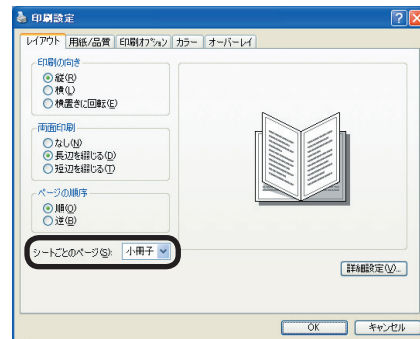 印刷設定
レイアウト 用紙/品質 印刷ｵﾌﾟｼｮﾝ カラー オーバーレイ
印刷の向き
縦(R)
横(L)
横置きに回転(E)
両面印刷
なし(N)
長辺を綴じる(D)
短辺を綴じる(T)
ページの順序
順(Q)
逆(B)
シートごとのページ(S): 小冊子
詳細設定(V)...
OK キャンセル